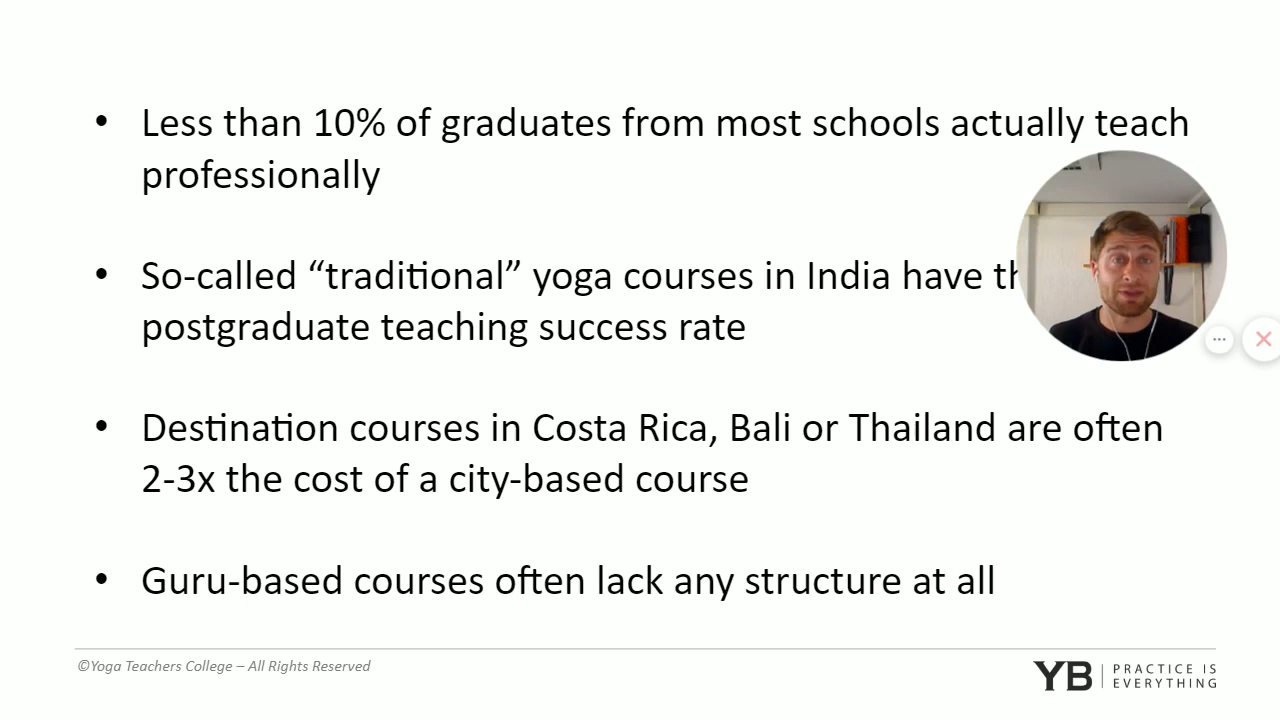 • Less than 10% of graduates from most schools actually teach
professionally
• So-called “traditional” yoga courses in India have
postgraduate teaching success rate
• Destination courses in Costa Rica, Bali or Thailand are often
2-3x the cost of a city-based course
• Guru-based courses often lack any structure at all
©Yoga Teachers College – All Rights Reserved
YB | PRACTICE IS
EVERYTHING